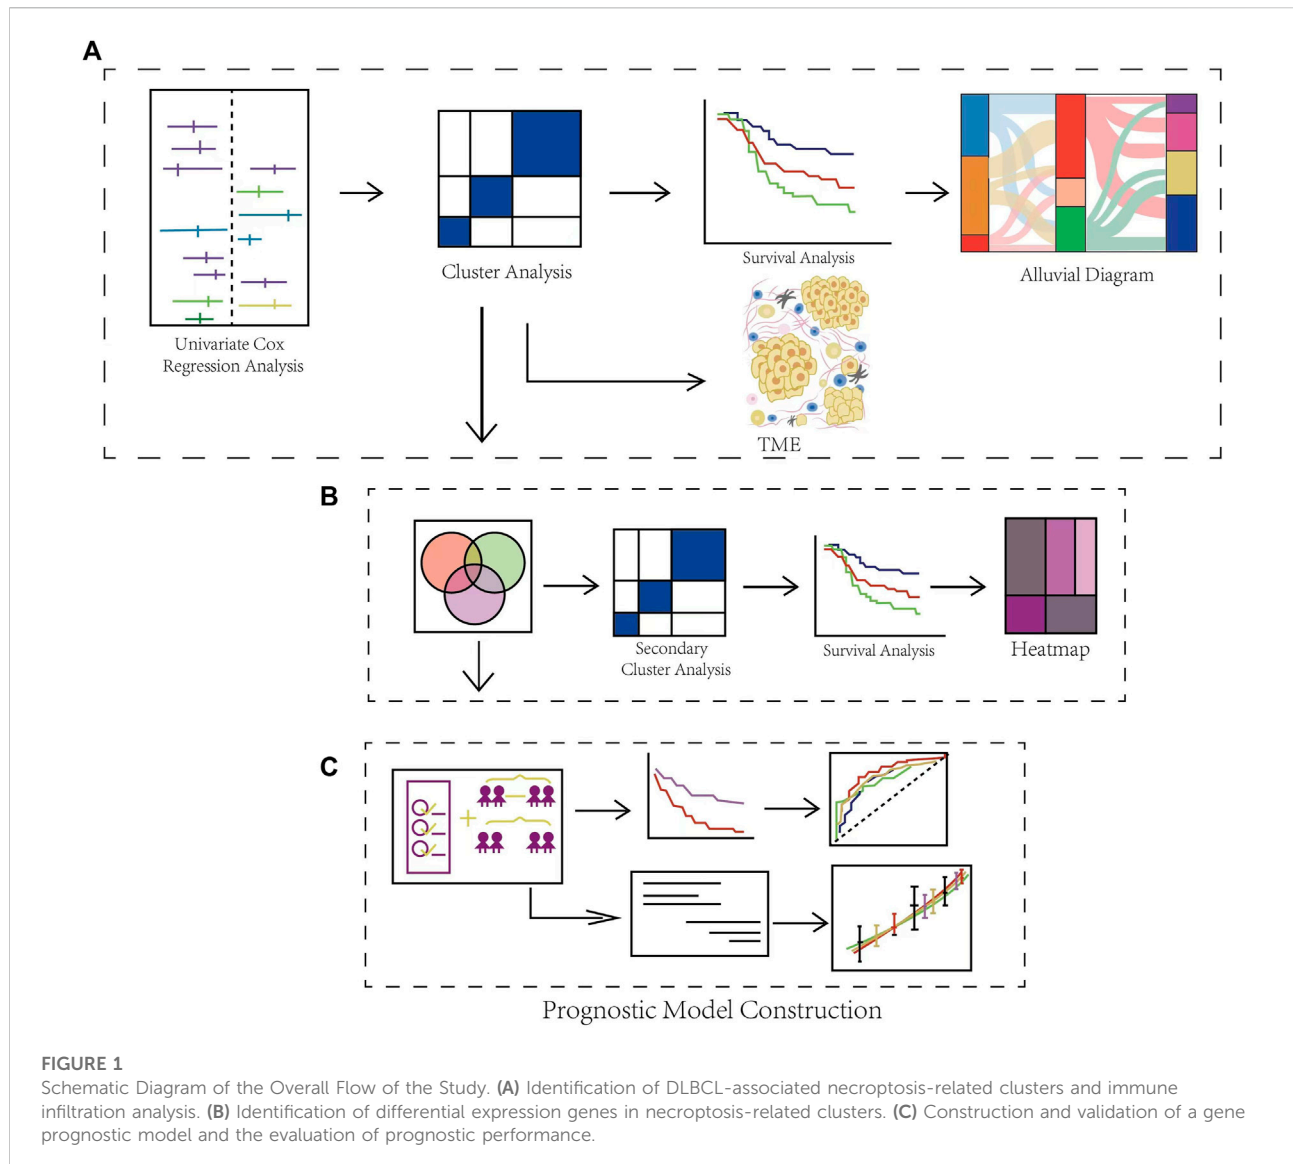 A
Univariate Cox
Regression Analysis
Cluster Analysis
Survival Analysis
Alluvial Diagram
TME
B
Secondary
Cluster Analysis
Survival Analysis
Heatmap
C
Prognostic Model Construction
FIGURE 1
Schematic Diagram of the Overall Flow of the Study. (A) Identification of DLBCL-associated necroptosis-related clusters and immune
infiltration analysis. (B) Identification of differential expression genes in necroptosis-related clusters. (C) Construction and validation of a gene
prognostic model and the evaluation of prognostic performance.